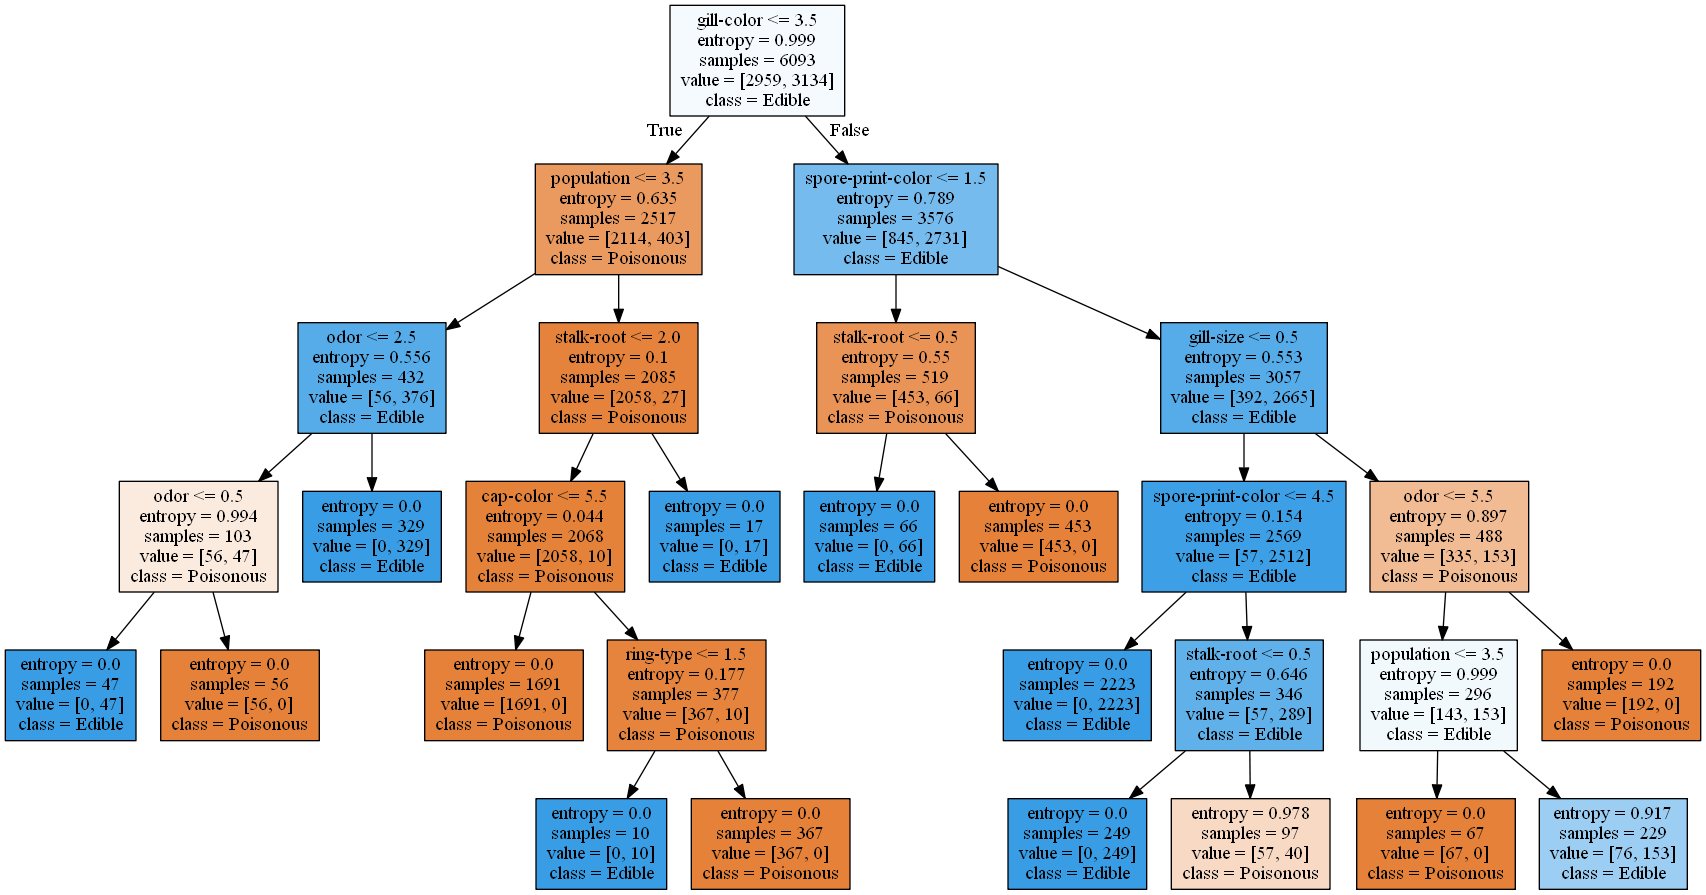 gill-color <= 3.5
entropy = 0.999
samples = 6093
value = [2959, 3134]
class = Edible
True
False
population <= 3.5
entropy = 0.635
samples = 2517
value = [2114, 403]
class = Poisonous
spore-print-color <= 1.5
entropy = 0.789
samples = 3576
value = [845, 2731]
class = Edible
odor <= 2.5
entropy = 0.556
samples = 432
value = [56, 376]
class = Edible
stalk-root <= 2.0
entropy = 0.1
samples = 2085
value = [2058, 27]
class = Poisonous
stalk-root <= 0.5
entropy = 0.55
samples = 519
value = [453, 66]
class = Poisonous
gill-size <= 0.5
entropy = 0.553
samples = 3057
value = [392, 2665]
class = Edible
odor <= 0.5
entropy = 0.994
samples = 103
value = [56, 47]
class = Poisonous
entropy = 0.0
samples = 329
value = [0, 329]
class = Edible
cap-color <= 5.5
entropy = 0.044
samples = 2068
value = [2058, 10]
class = Poisonous
entropy = 0.0
samples = 17
value = [0, 17]
class = Edible
entropy = 0.0
samples = 66
value = [0, 66]
class = Edible
entropy = 0.0
samples = 453
value = [453, 0]
class = Poisonous
spore-print-color <= 4.5
entropy = 0.154
samples = 2569
value = [57, 2512]
class = Edible
odor <= 5.5
entropy = 0.897
samples = 488
value = [335, 153]
class = Poisonous
entropy = 0.0
samples = 47
value = [0, 47]
class = Edible
entropy = 0.0
samples = 56
value = [56, 0]
class = Poisonous
entropy = 0.0
samples = 1691
value = [1691, 0]
class = Poisonous
ring-type <= 1.5
entropy = 0.177
samples = 377
value = [367, 10]
class = Poisonous
entropy = 0.0
samples = 2223
value = [0, 2223]
class = Edible
stalk-root <= 0.5
entropy = 0.646
samples = 346
value = [57, 289]
class = Edible
population <= 3.5
entropy = 0.999
samples = 296
value = [143, 153]
class = Edible
entropy = 0.0
samples = 192
value = [192, 0]
class = Poisonous
entropy = 0.0
samples = 10
value = [0, 10]
class = Edible
entropy = 0.0
samples = 367
value = [367, 0]
class = Poisonous
entropy = 0.0
samples = 249
value = [0, 249]
class = Edible
entropy = 0.978
samples = 97
value = [57, 40]
class = Poisonous
entropy = 0.0
samples = 67
value = [67, 0]
class = Poisonous
entropy = 0.917
samples = 229
value = [76, 153]
class = Edible